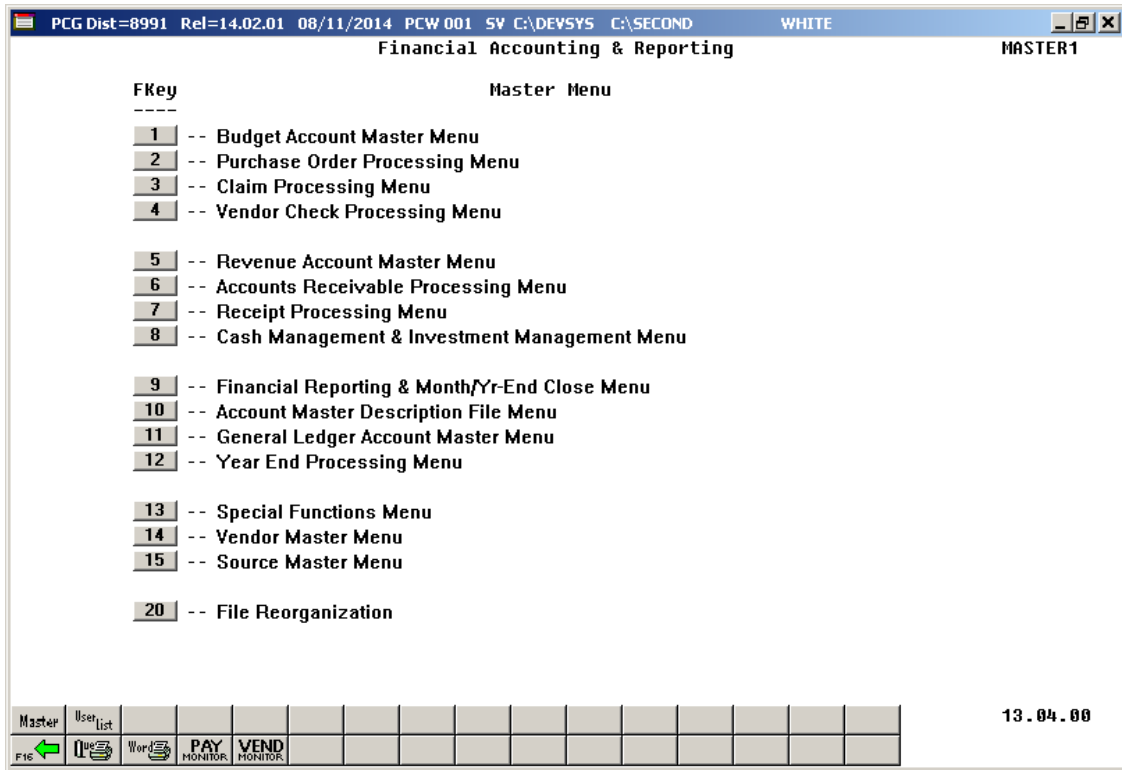 PCG Dist=8991 Rel=14.02.01 08/11/2014 PCW 001 SV C:\DEVSYS C:\SECOND WHITE
Financial Accounting & Reporting MASTER1
FKey Master Menu
----
1 -- Budget Account Master Menu
2 -- Purchase Order Processing Menu
3 -- Claim Processing Menu
4 -- Vendor Check Processing Menu
5 -- Revenue Account Master Menu
6 -- Accounts Receivable Processing Menu
7 -- Receipt Processing Menu
8 -- Cash Management & Investment Management Menu
9 -- Financial Reporting & Month/Yr-End Close Menu
10 -- Account Master Description File Menu
11 -- General Ledger Account Master Menu
12 -- Year End Processing Menu
13 -- Special Functions Menu
14 -- Vendor Master Menu
15 -- Source Master Menu
20 -- File Reorganization
Master User List 13.04.00
F16 Que Word PAY MONITOR VEND MONITOR